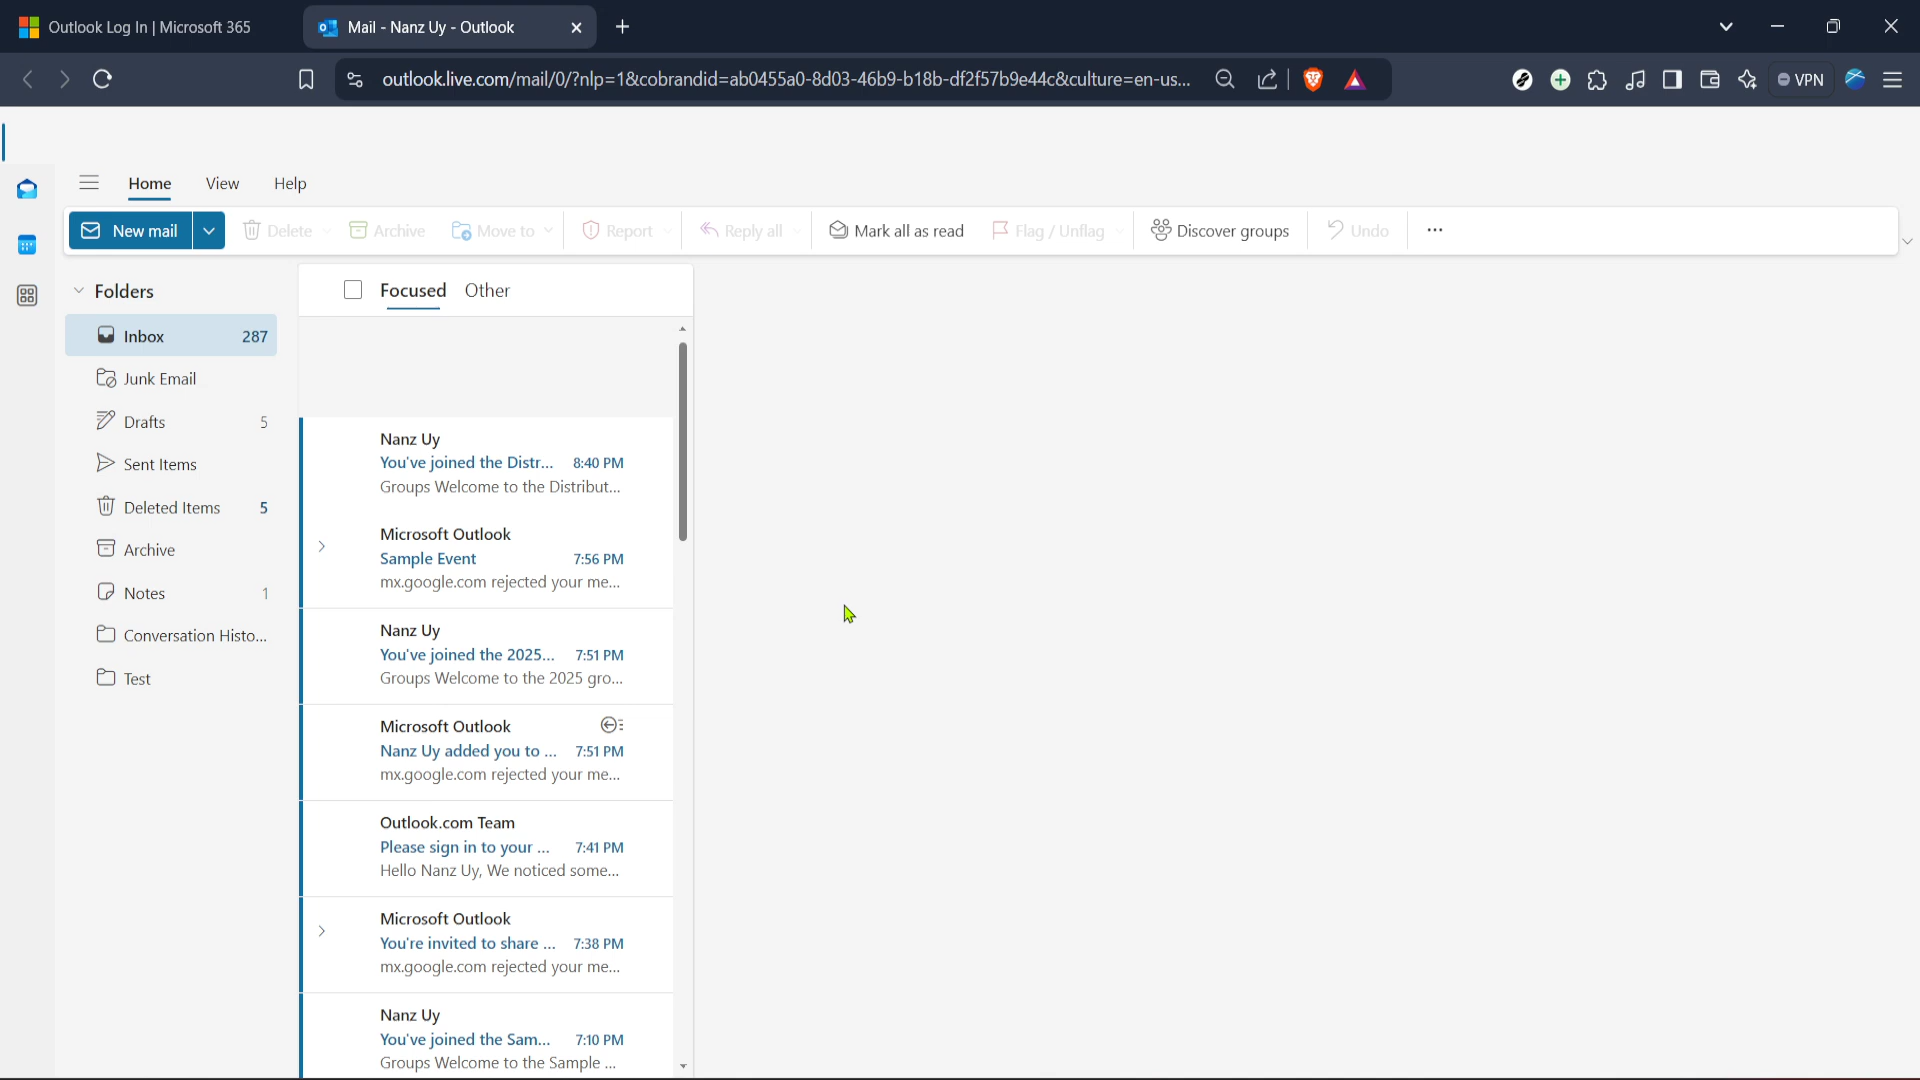 Outlook Log In | Microsoft 365
Mail - Nanz Uy - Outlook
outlook.live.com/mail/0/?nlp=1&cobrandid=ab0455a0-8d03-46b9-b18b-df2f57b9e44c&culture=en-us...
VPN
Home View Help
New mail Delete Archive Move to Report Reply all Mark all as read Flag / Unflag Discover groups Undo ...
Folders
Inbox 287
Junk Email
Drafts 5
Sent Items
Deleted Items 5
Archive
Notes 1
Conversation Histo...
Test
Focused Other
Nanz Uy
You've joined the Distr... 8:40 PM
Groups Welcome to the Distribut...
Microsoft Outlook
Sample Event 7:56 PM
mx.google.com rejected your me...
Nanz Uy
You've joined the 2025... 7:51 PM
Groups Welcome to the 2025 gro...
Microsoft Outlook
Nanz Uy added you to ... 7:51 PM
mx.google.com rejected your me...
Outlook.com Team
Please sign in to your ... 7:41 PM
Hello Nanz Uy, We noticed some...
Microsoft Outlook
You're invited to share ... 7:38 PM
mx.google.com rejected your me...
Nanz Uy
You've joined the Sam... 7:10 PM
Groups Welcome to the Sample ...